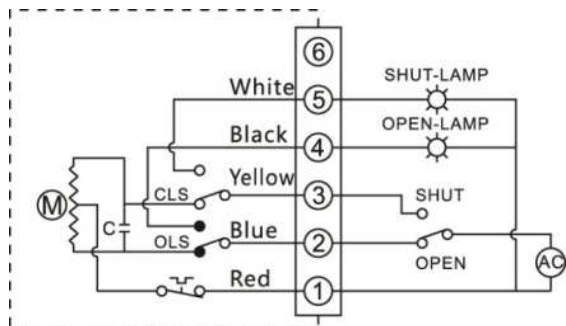 6
White 5 SHUT-LAMP
Black 4 OPEN-LAMP
CLS Yellow 3 SHUT
M C OLS Blue 2 OPEN AC
Red 1